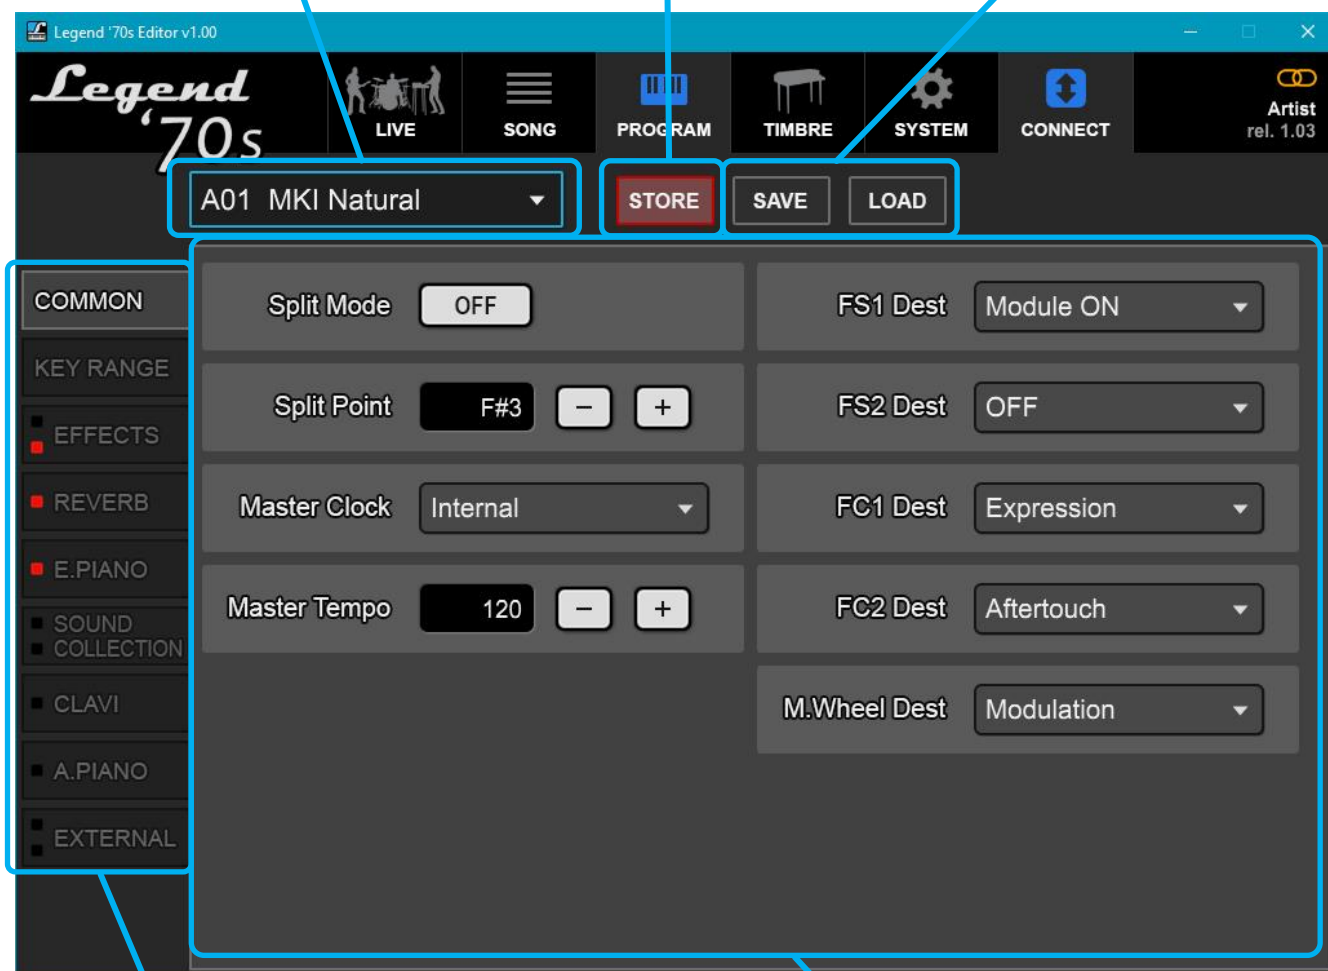 Legend '70s Editor v1.00
Legend
'70s
LIVE
SONG
PROGRAM
TIMBRE
SYSTEM
CONNECT
Artist
rel. 1.03
A01 MKI Natural
STORE
SAVE
LOAD
COMMON
KEY RANGE
EFFECTS
REVERB
E.PIANO
SOUND
COLLECTION
CLAVI
A.PIANO
EXTERNAL
Split Mode OFF
Split Point F#3 − +
Master Clock Internal
Master Tempo 120 − +
FS1 Dest Module ON
FS2 Dest OFF
FC1 Dest Expression
FC2 Dest Aftertouch
M.Wheel Dest Modulation